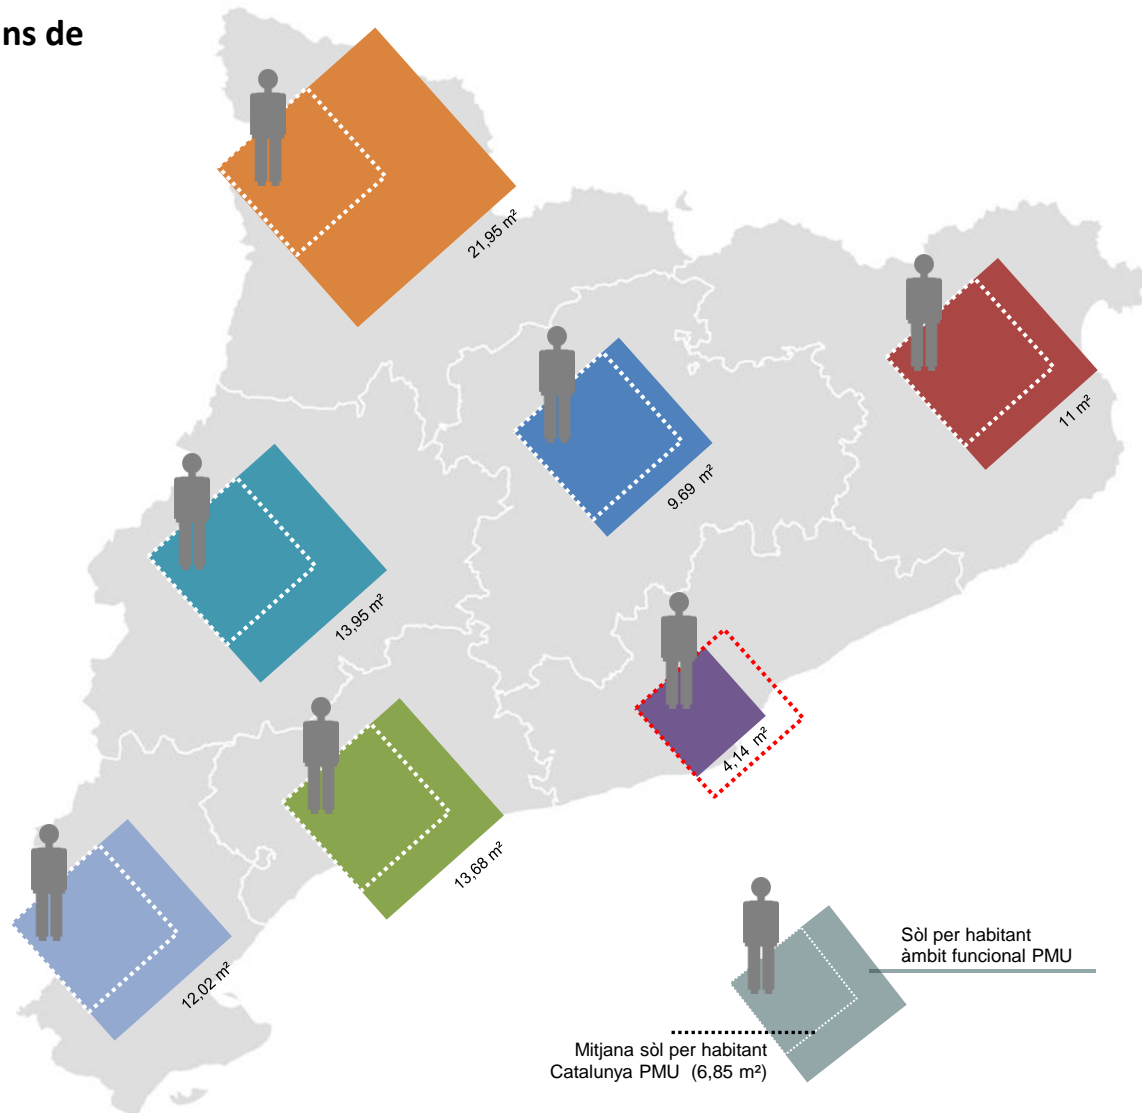 ns de
21,95 m²
11 m²
9.69 m²
13,95 m²
4,14 m²
13,68 m²
12,02 m²
Sòl per habitant
àmbit funcional PMU
Mitjana sòl per habitant
Catalunya PMU (6,85 m²)